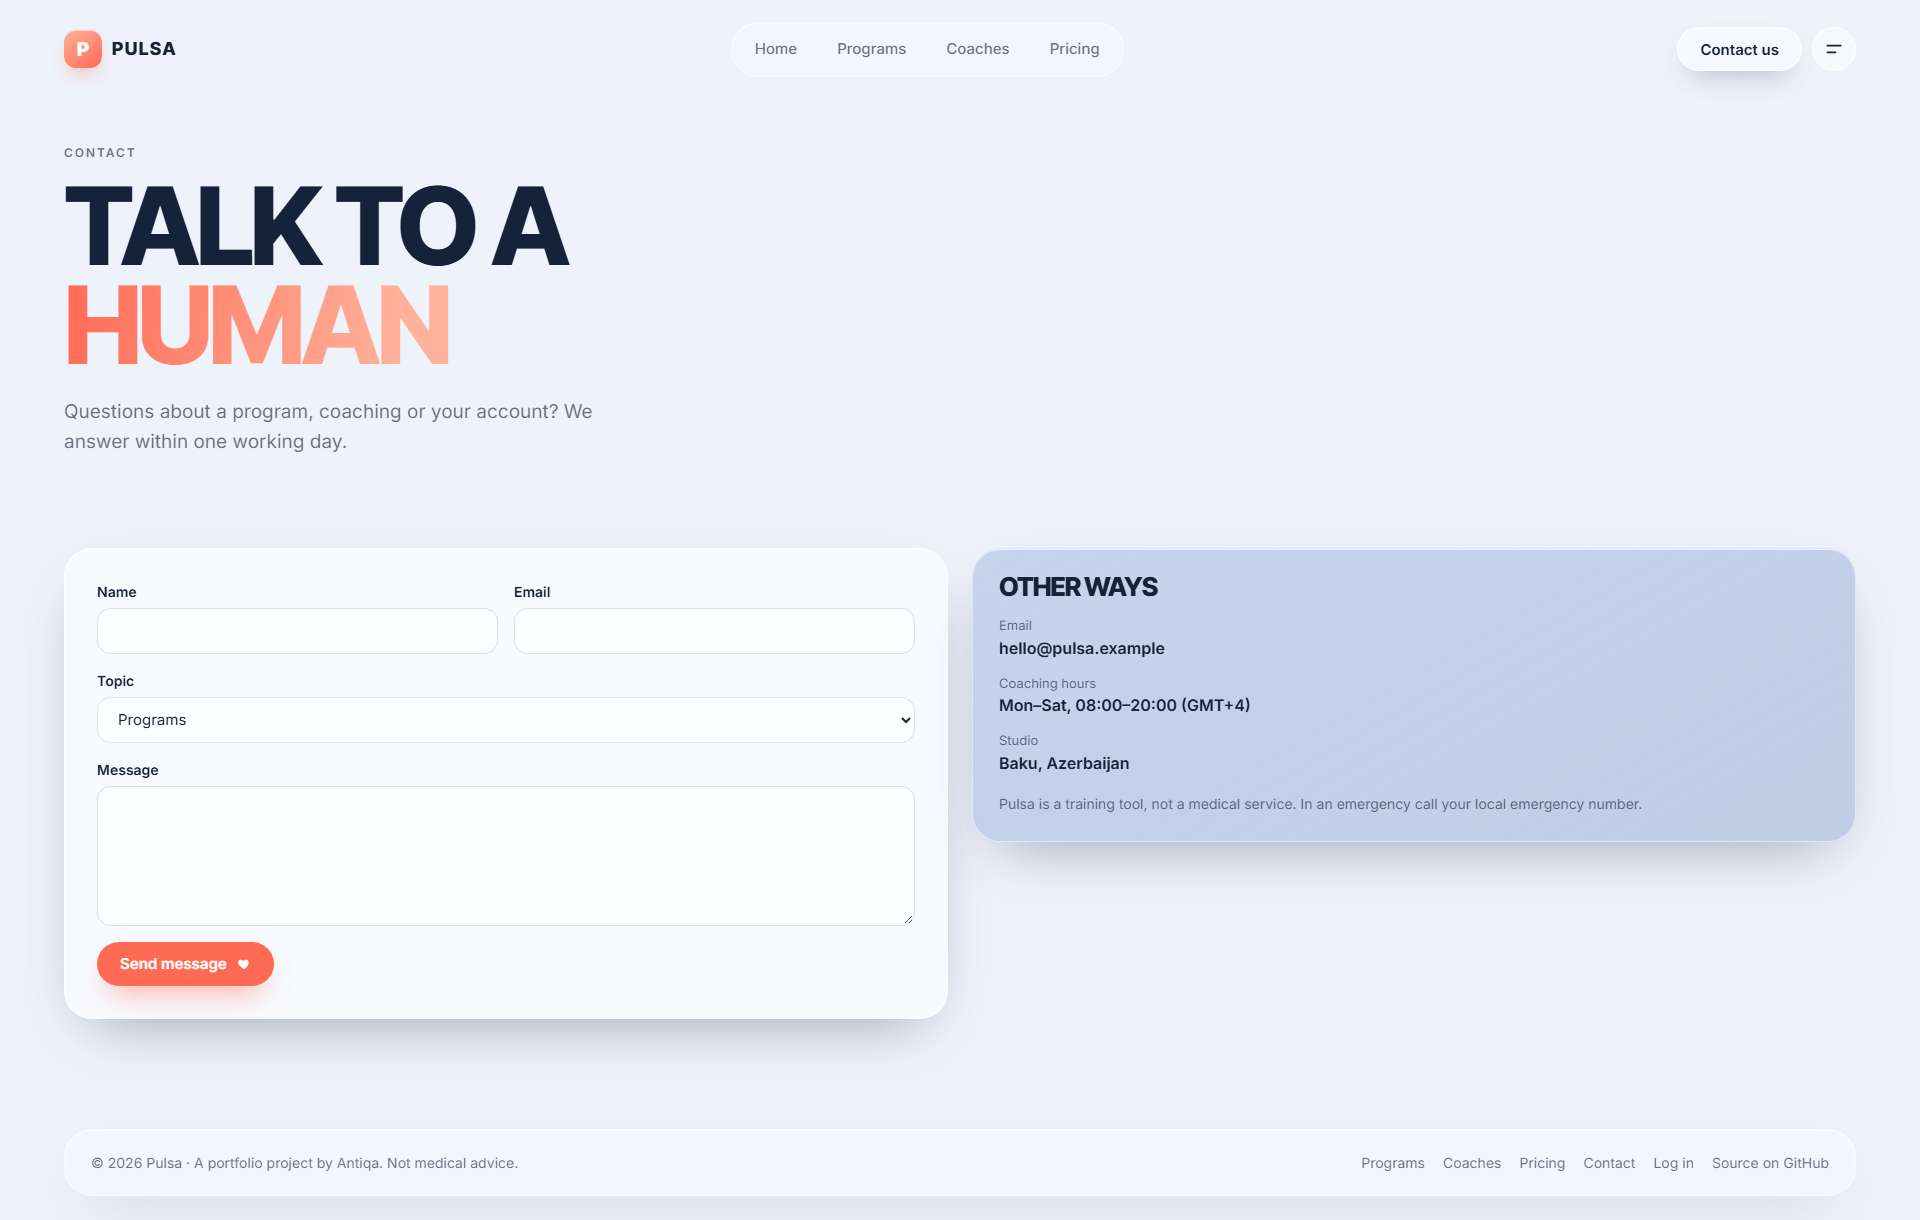 P PULSA
Home Programs Coaches Pricing
Contact us
CONTACT
TALK TO A
HUMAN
Questions about a program, coaching or your account? We
answer within one working day.
Name
Email
Topic
Programs
Message
Send message
OTHER WAYS
Email
hello@pulsa.example
Coaching hours
Mon–Sat, 08:00–20:00 (GMT+4)
Studio
Baku, Azerbaijan
Pulsa is a training tool, not a medical service. In an emergency call your local emergency number.
© 2026 Pulsa · A portfolio project by Antiqa. Not medical advice.
Programs Coaches Pricing Contact Log in Source on GitHub